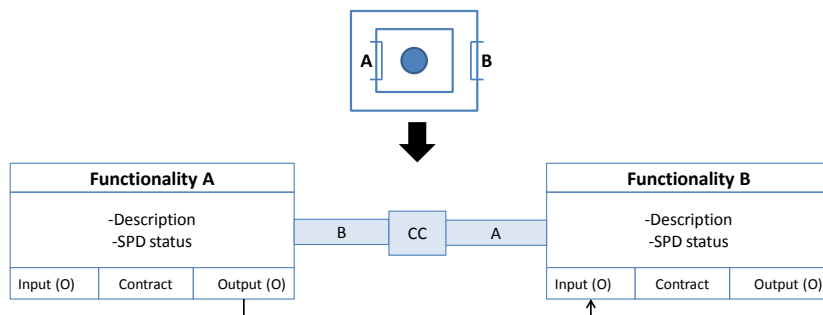 A
B
Functionality A
-Description
-SPD status
Input (O)
Contract
Output (O)
B
CC
A
Functionality B
-Description
-SPD status
Input (O)
Contract
Output (O)